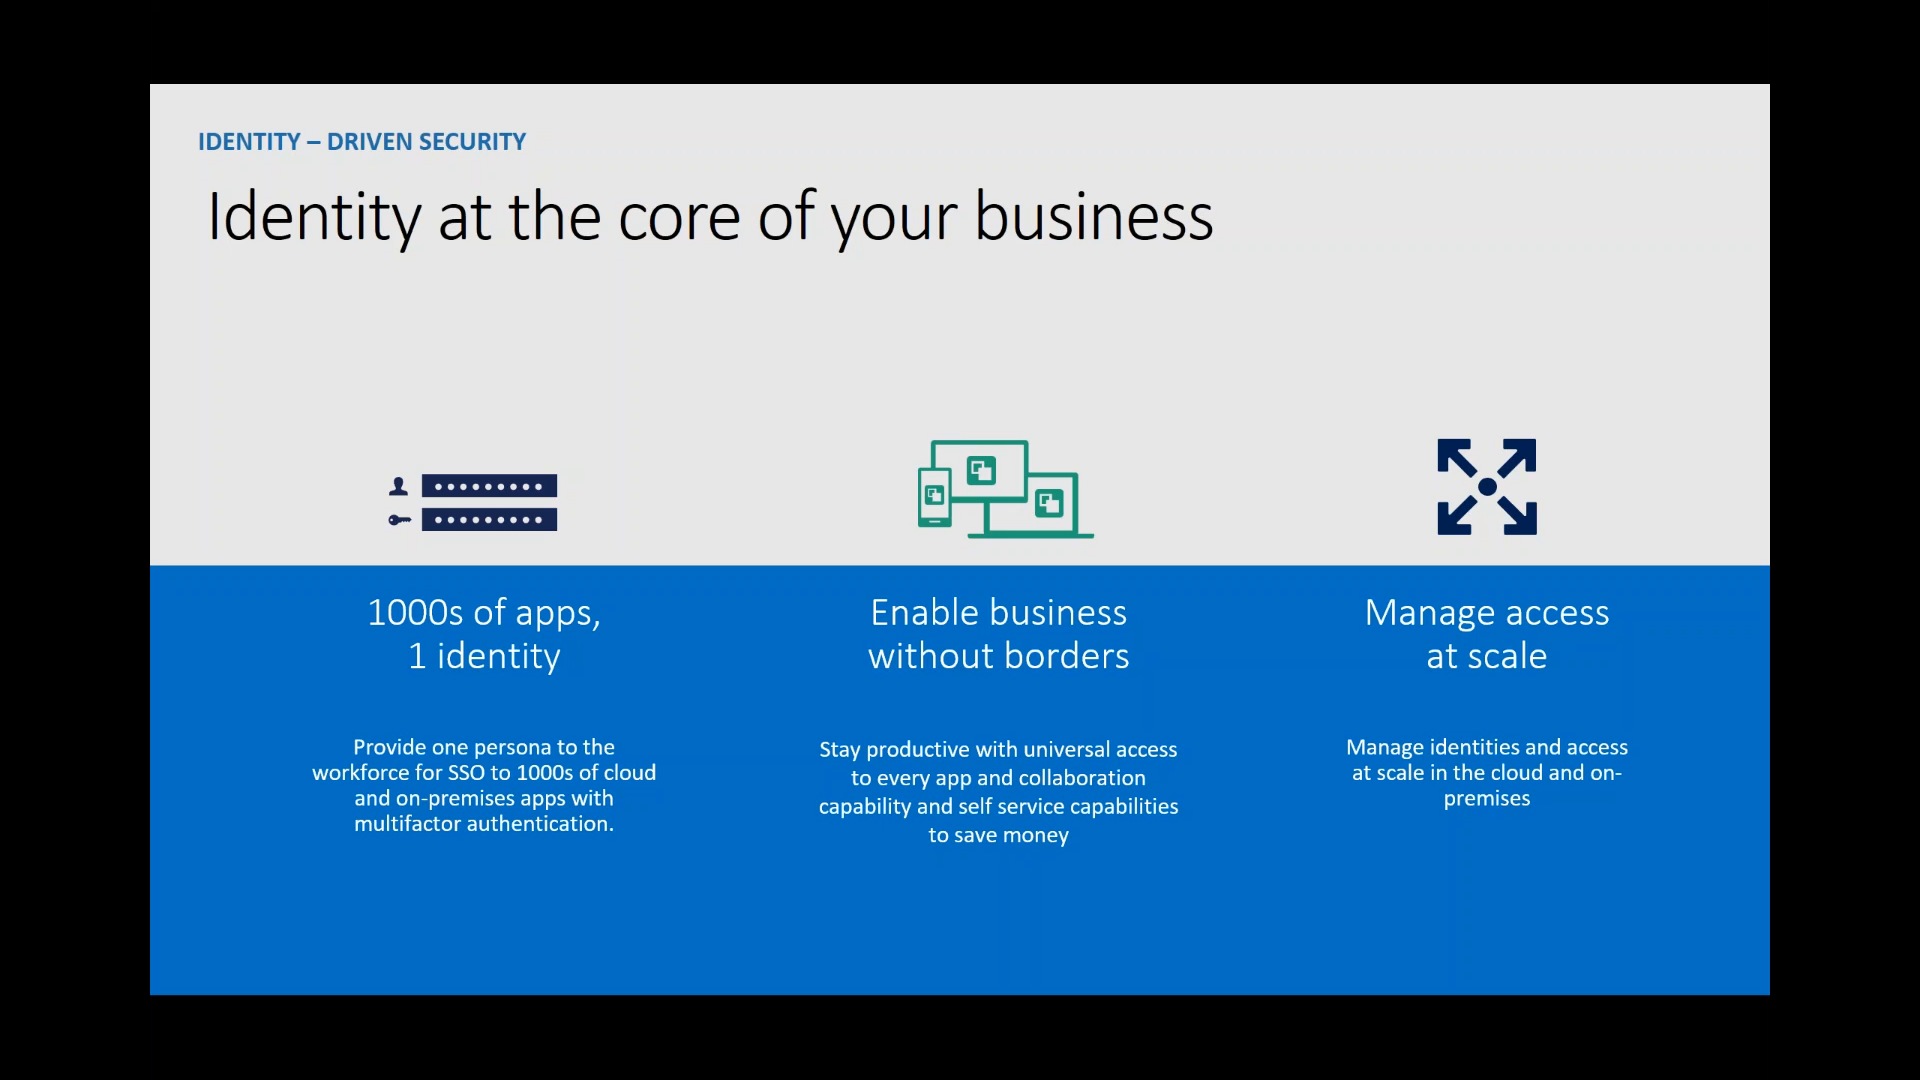 IDENTITY – DRIVEN SECURITY
Identity at the core of your business
1000s of apps,
1 identity
Provide one persona to the
workforce for SSO to 1000s of cloud
and on-premises apps with
multifactor authentication.
Enable business
without borders
Stay productive with universal access
to every app and collaboration
capability and self service capabilities
to save money
Manage access
at scale
Manage identities and access
at scale in the cloud and on-
premises